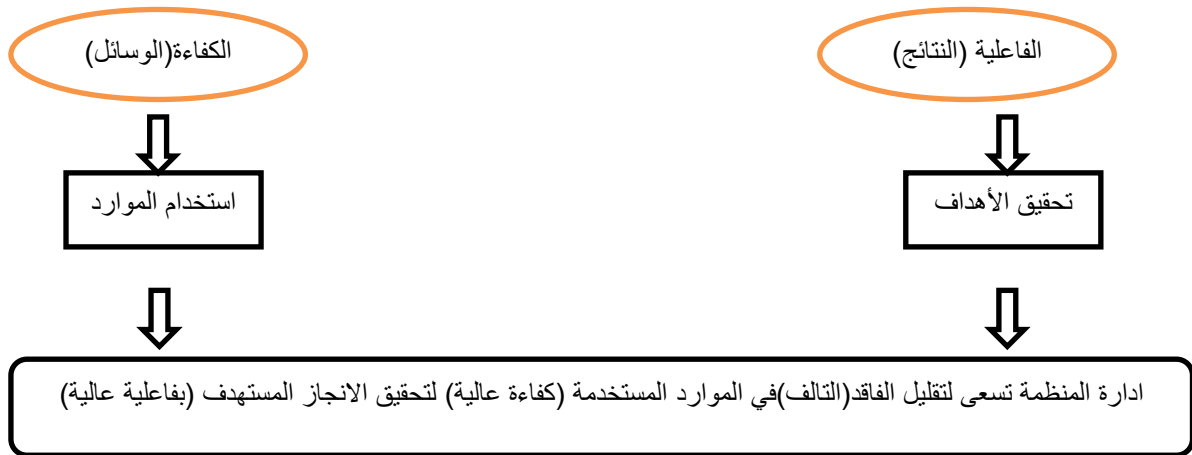 الفاعلية (النتائج)
الكفاءة(الوسائل)
تحقيق الأهداف
استخدام الموارد
ادارة المنظمة تسعى لتقليل الفاقد(التالف)في الموارد المستخدمة (كفاءة عالية) لتحقيق الانجاز المستهدف (بفاعلية عالية)